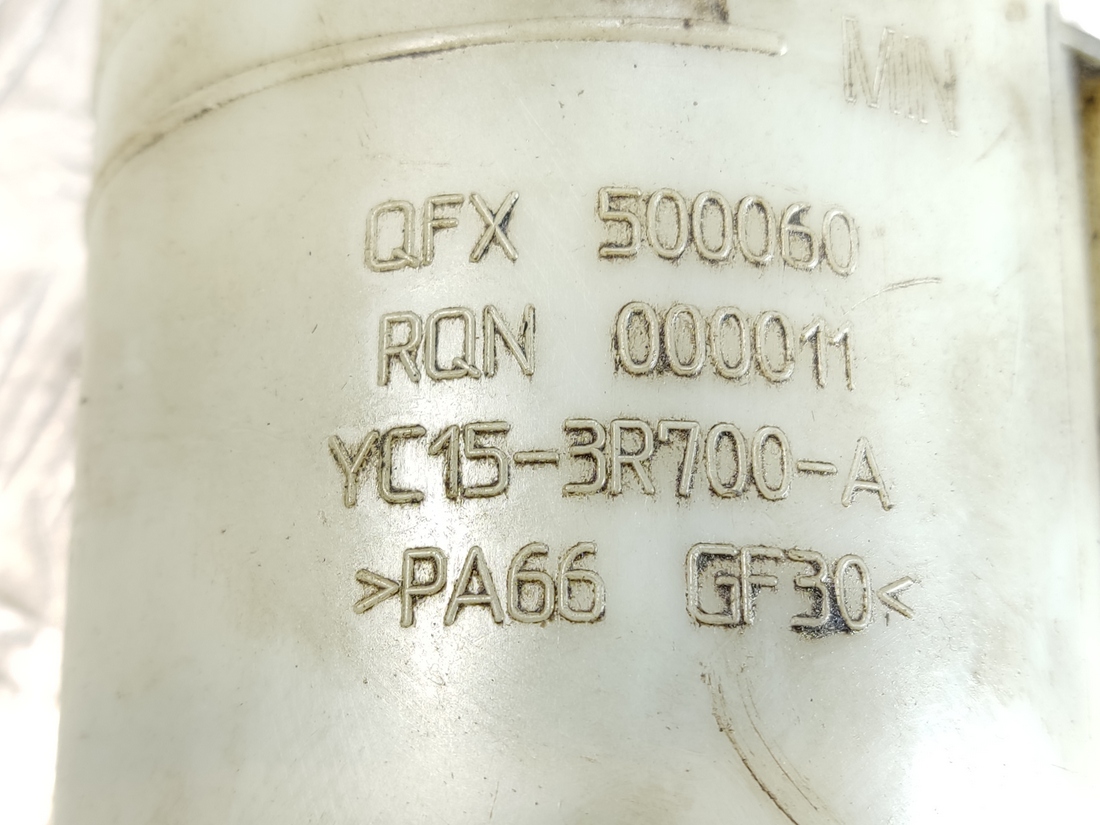 MIN
QFX 500060
RQN 000011
YC15-3R700-A
>PA66 GF30<